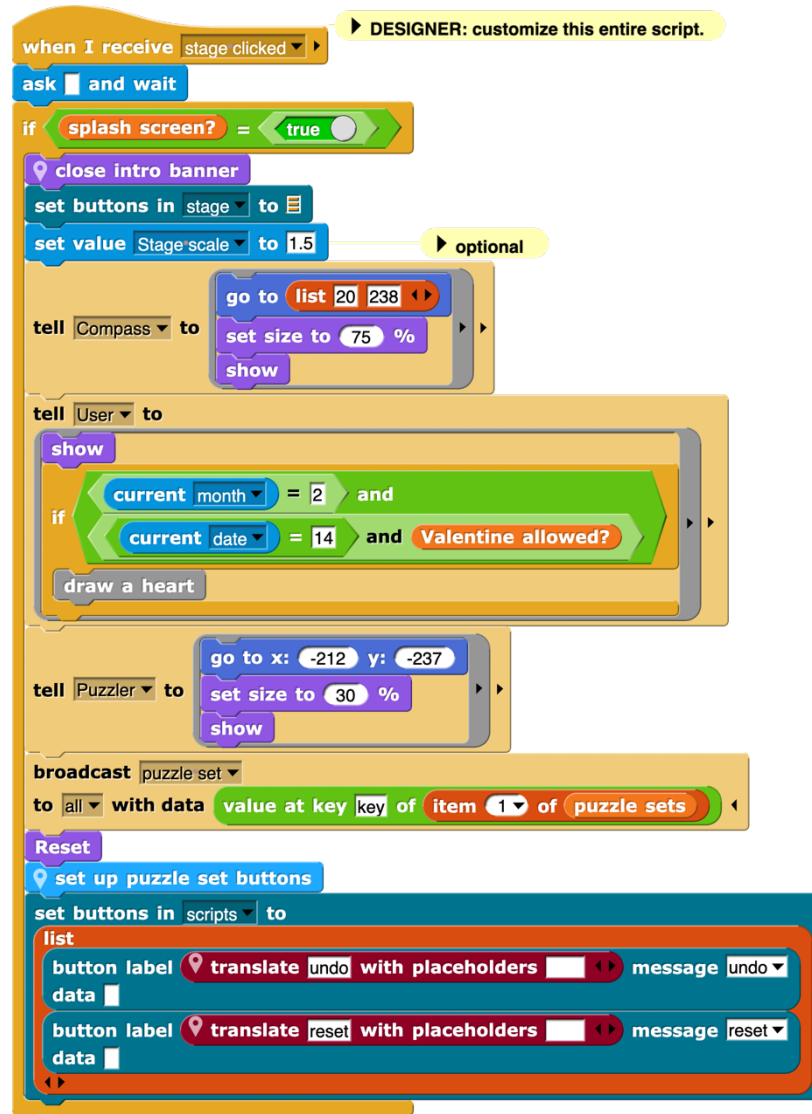 when I receive stage clicked
DESIGNER: customize this entire script.
ask and wait
if splash screen? = true
close intro banner
set buttons in stage to
set value Stage scale to 1.5
optional
go to list 20 238
tell Compass to set size to 75 %
show
tell User to
show
current month = 2 and
if
current date = 14 and Valentine allowed?
draw a heart
go to x: -212 y: -237
tell Puzzler to set size to 30 %
show
broadcast puzzle set
to all with data value at key key of item 1 of puzzle sets
Reset
set up puzzle set buttons
set buttons in scripts to
list
button label translate undo with placeholders message undo
data
button label translate reset with placeholders message reset
data